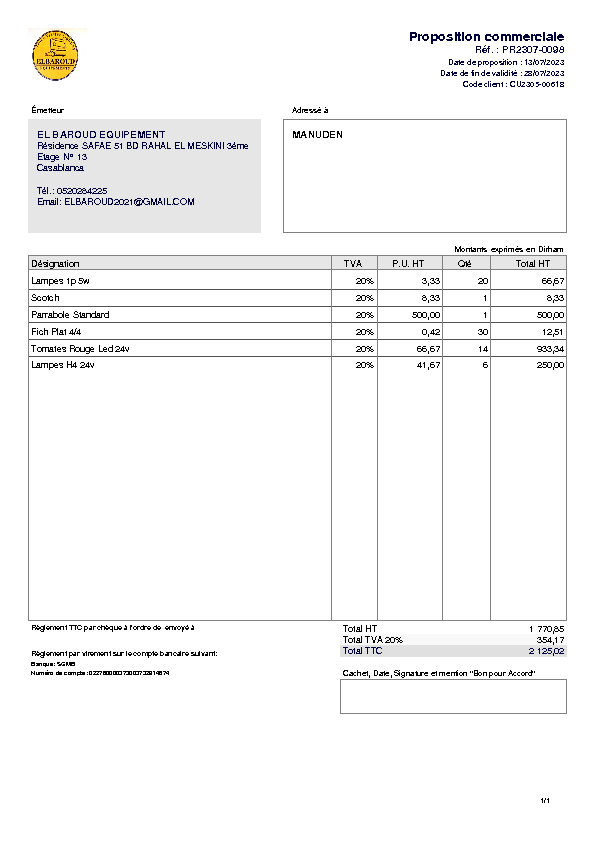 ELBAROUD
EQUIPEMENT
Proposition commerciale
Réf. : PR2307-0098
Date de proposition : 13/07/2023
Date de fin de validité : 28/07/2023
Code client : CU2305-00618
Émetteur
Adressé à
EL BAROUD EQUIPEMENT
Résidence SAFAE 51 BD RAHAL EL MESKINI 3éme
Etage N° 13
Casablanca
Tél.: 0520284225
Email: ELBAROUD2021@GMAIL.COM
MANUDEN
Montants exprimés en Dirham
Désignation TVA P.U. HT Qté Total HT
Lampes 1p 5w 20% 3,33 20 66,67
Scotch 20% 8,33 1 8,33
Parrabole Standard 20% 500,00 1 500,00
Fich Plat 4/4 20% 0,42 30 12,51
Tomates Rouge Led 24v 20% 66,67 14 933,34
Lampes H4 24v 20% 41,67 6 250,00
Règlement TTC par chèque à l'ordre de envoyé à
Total HT 1 770,85
Total TVA 20% 354,17
Total TTC 2 125,02
Règlement par virement sur le compte bancaire suivant:
Banque: SGMB
Numéro de compte:
Cachet, Date, Signature et mention "Bon pour Accord"
1/1